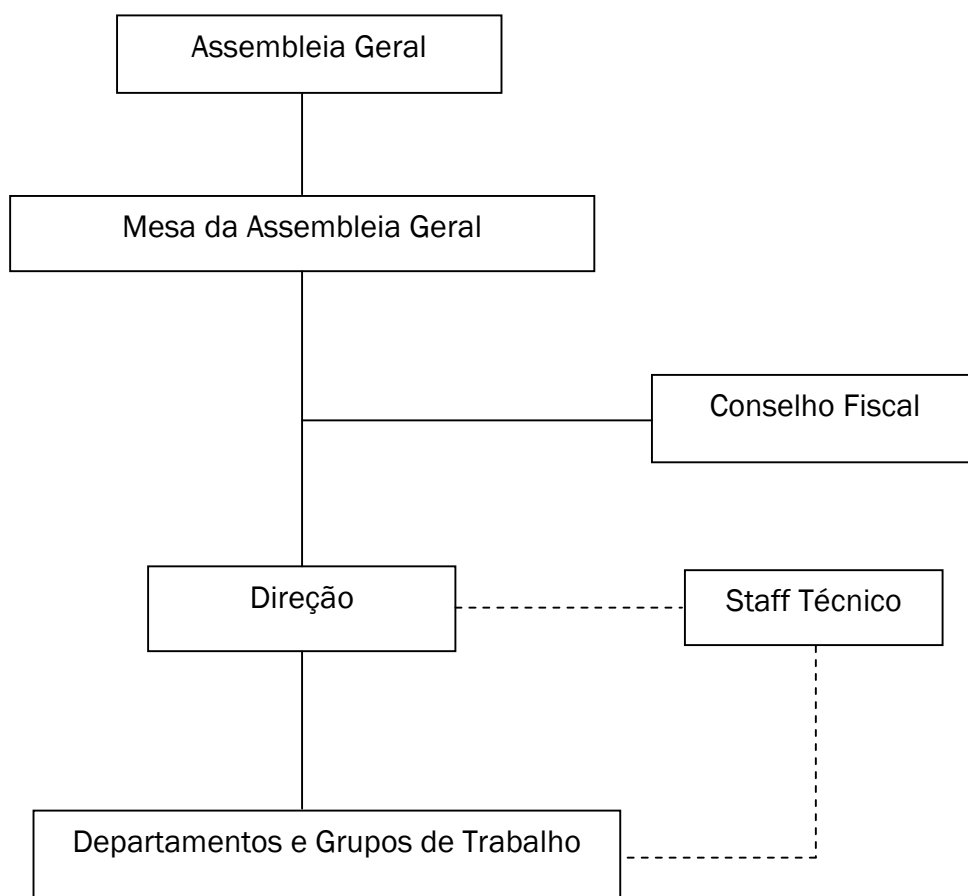 Assembleia Geral
Mesa da Assembleia Geral
Conselho Fiscal
Direção
Staff Técnico
Departamentos e Grupos de Trabalho